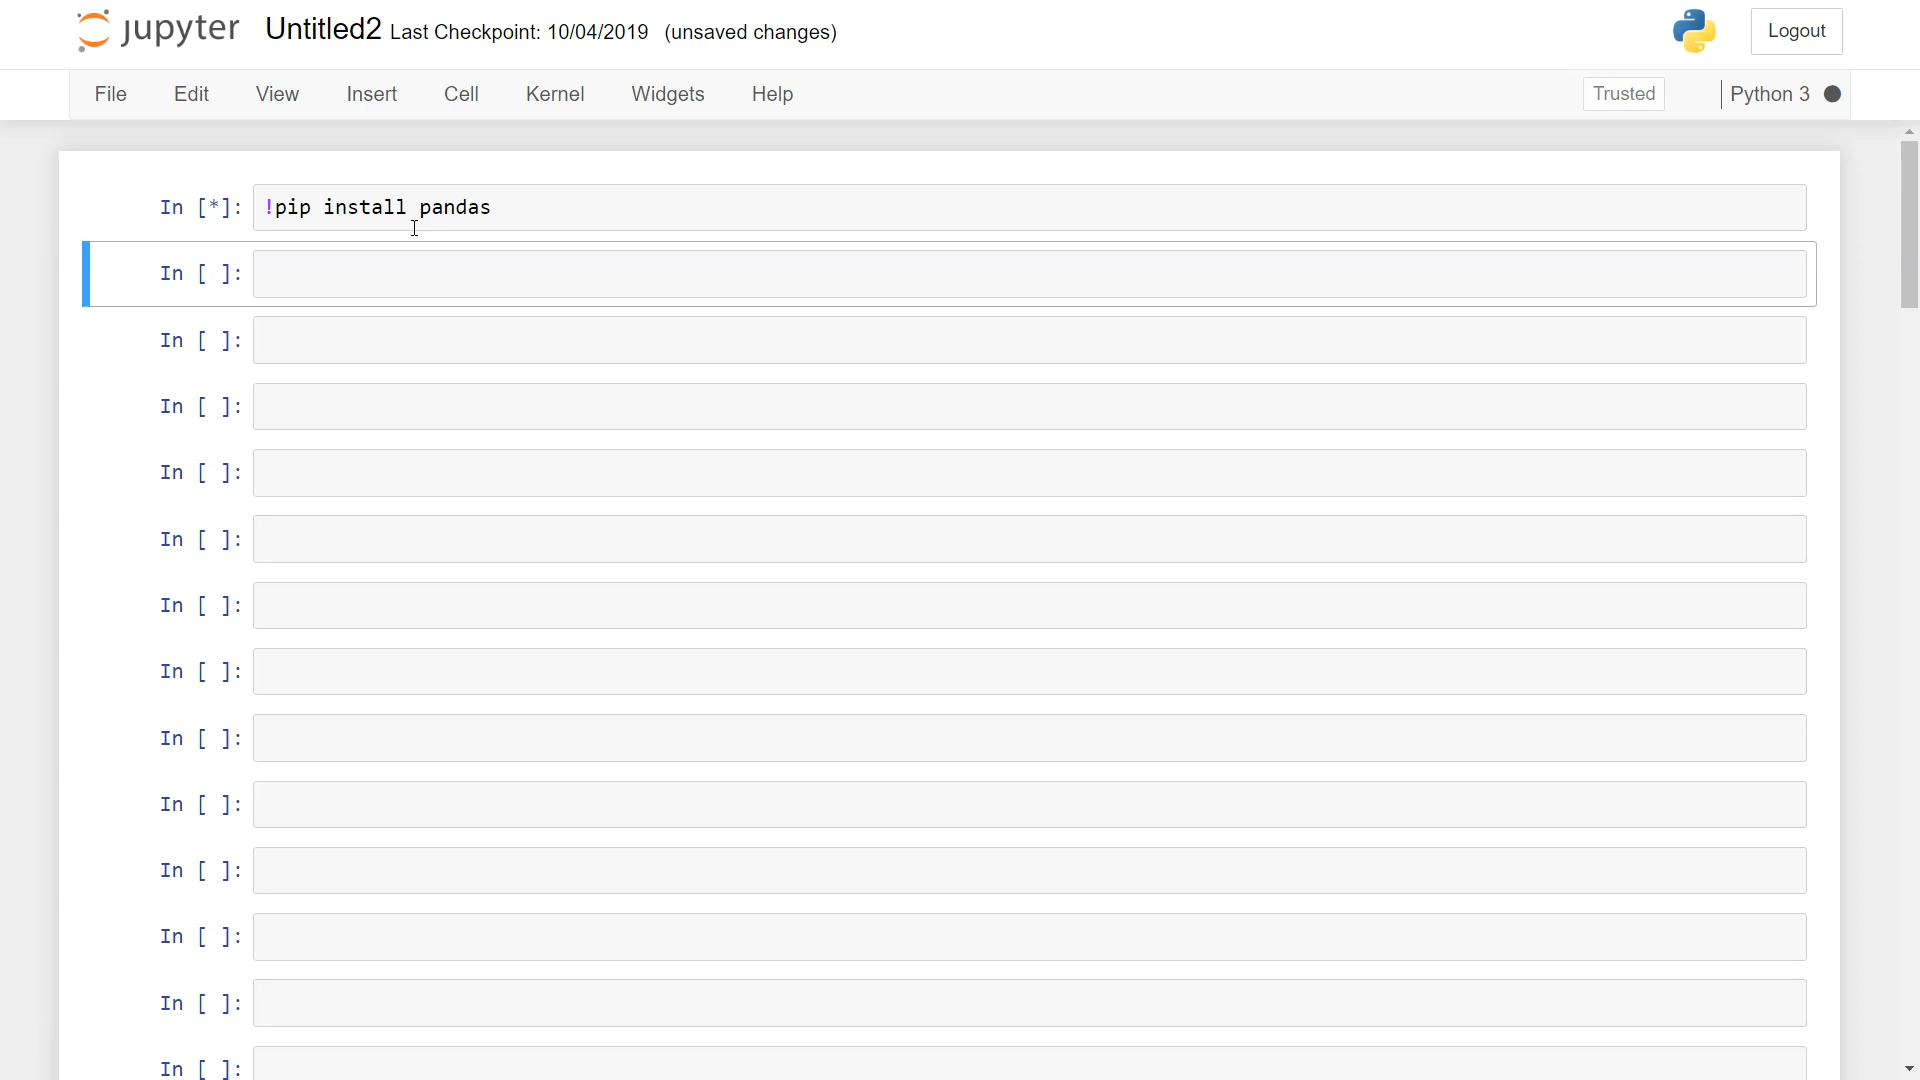 jupyter Untitled2 Last Checkpoint: 10/04/2019 (unsaved changes) Logout
File Edit View Insert Cell Kernel Widgets Help Trusted Python 3
In [*]: !pip install pandas
In [ ]:
In [ ]:
In [ ]:
In [ ]:
In [ ]:
In [ ]:
In [ ]:
In [ ]:
In [ ]:
In [ ]:
In [ ]:
In [ ]:
In [ ]: